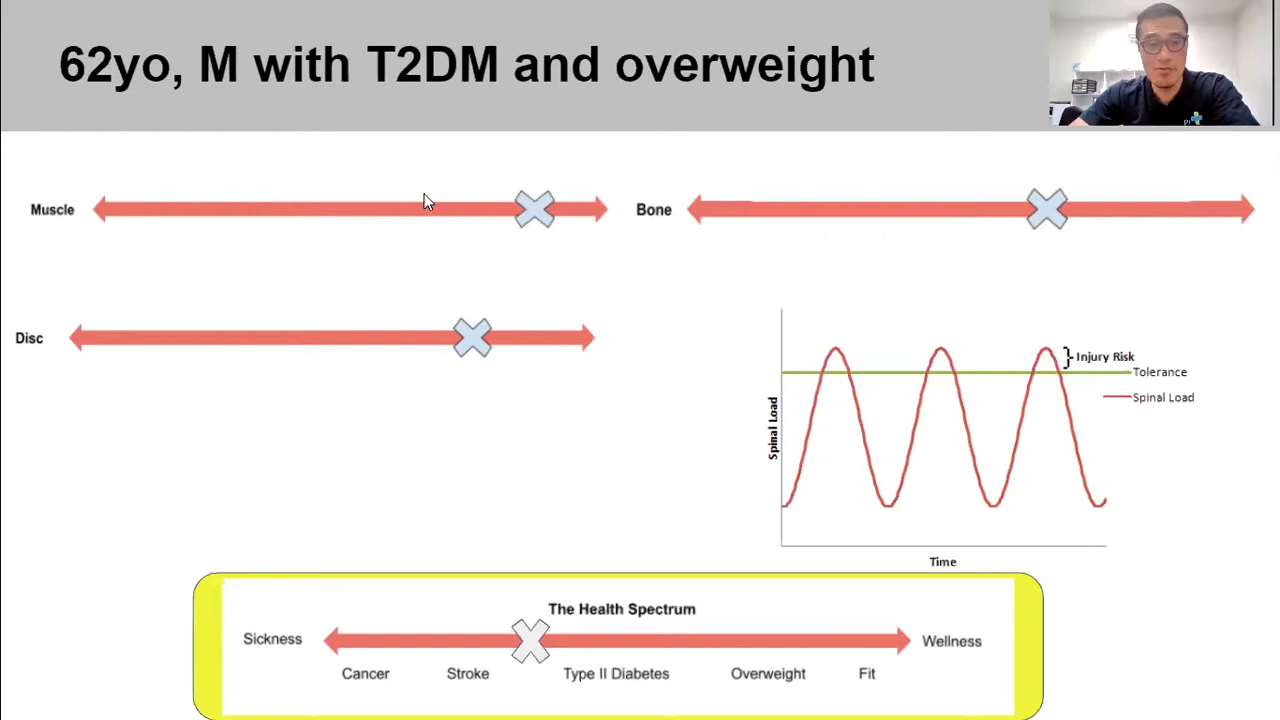 62yo, M with T2DM and overweight
Muscle
Bone
Disc
Injury Risk
Tolerance
Spinal Load
Spinal Load
Time
The Health Spectrum
Sickness
Wellness
Cancer Stroke Type II Diabetes Overweight Fit